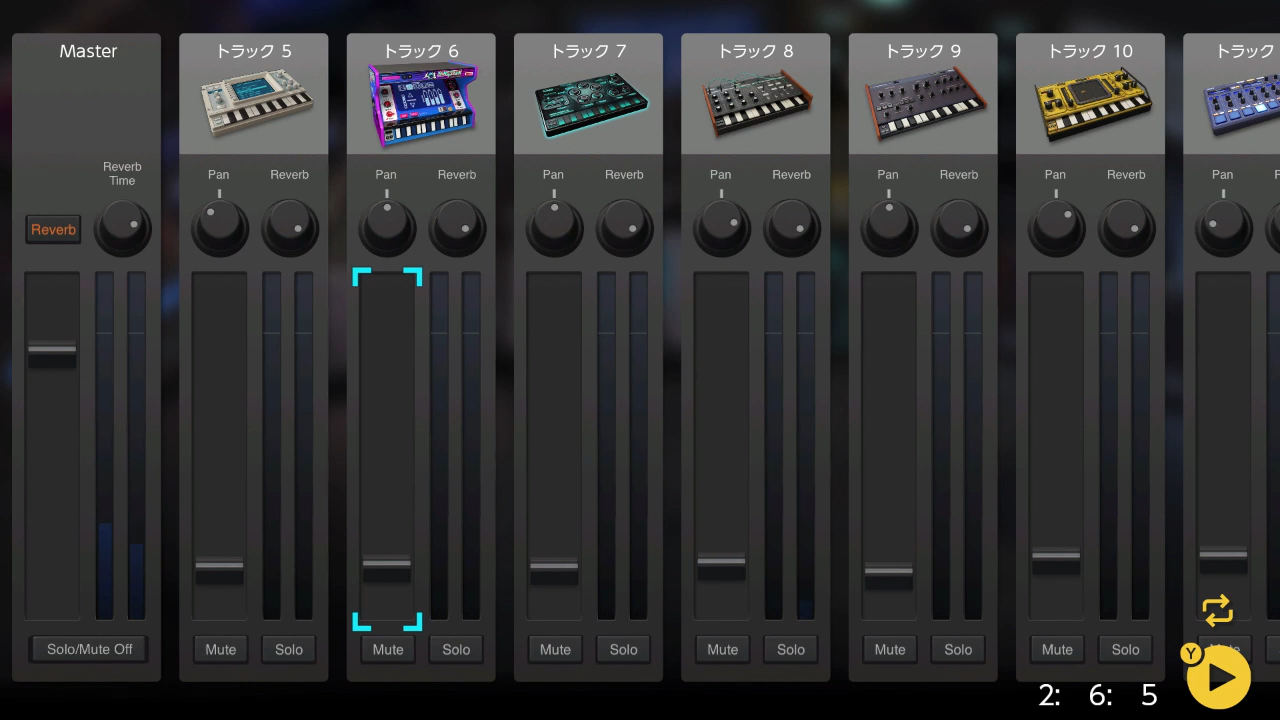 Master
トラック 5
トラック 6
トラック 7
トラック 8
トラック 9
トラック 10
トラック
Reverb
Time
Pan
Reverb
Pan
Reverb
Pan
Reverb
Pan
Reverb
Pan
Reverb
Pan
Reverb
Pan
Reverb
Solo/Mute Off
Mute
Solo
Mute
Solo
Mute
Solo
Mute
Solo
Mute
Solo
Mute
Solo
Y
2: 6: 5